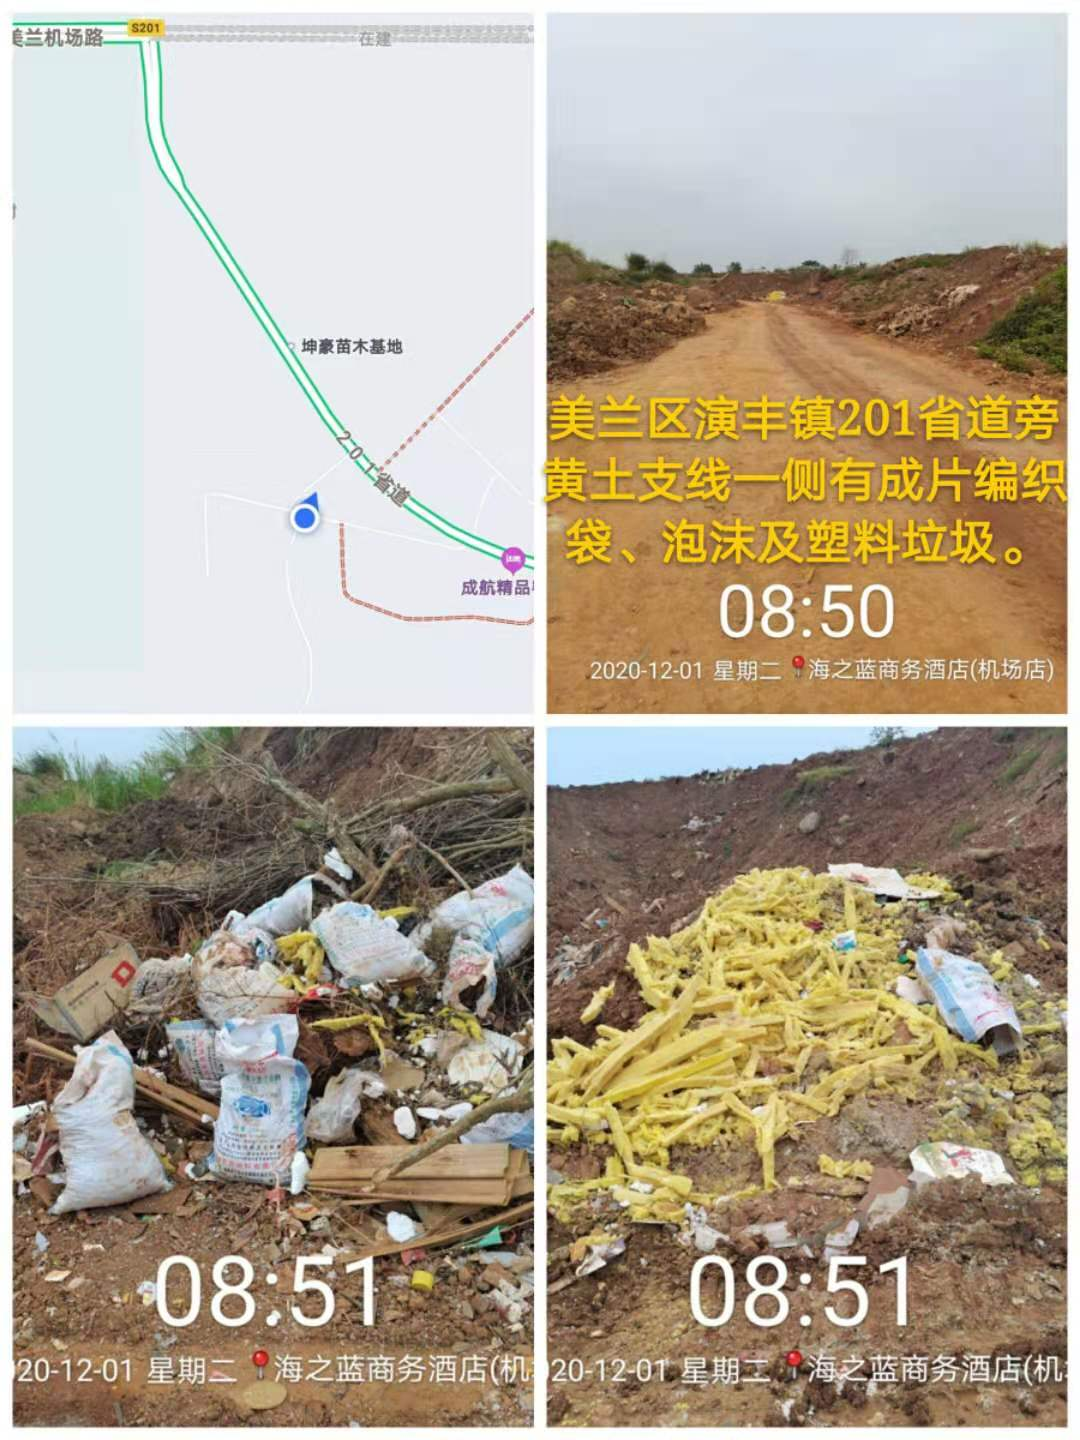 美兰机场路
S201
在建
坤豪苗木基地
201省道
成航精品
美兰区演丰镇201省道旁
黄土支线一侧有成片编织
袋、泡沫及塑料垃圾。
08:50
2020-12-01 星期二 海之蓝商务酒店(机场店)
08:51
020-12-01 星期二 海之蓝商务酒店(机
08:51
020-12-01 星期二 海之蓝商务酒店(机